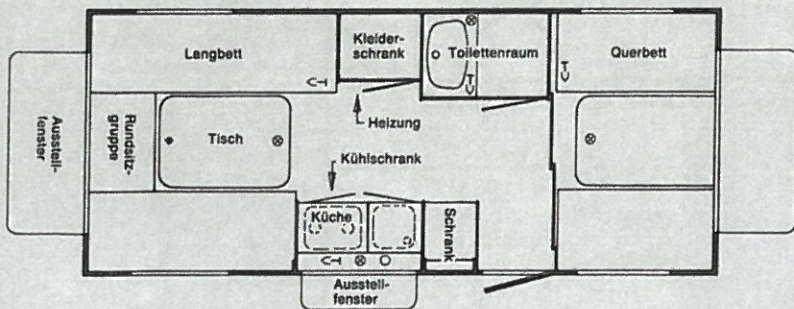 Langbett
Kleider-
schrank
Toilettenraum
Querbett
Ausstell-
fenster
Rundsitz-
gruppe
Tisch
Heizung
Kühlschrank
Küche
Schrank
Ausstell-
fenster